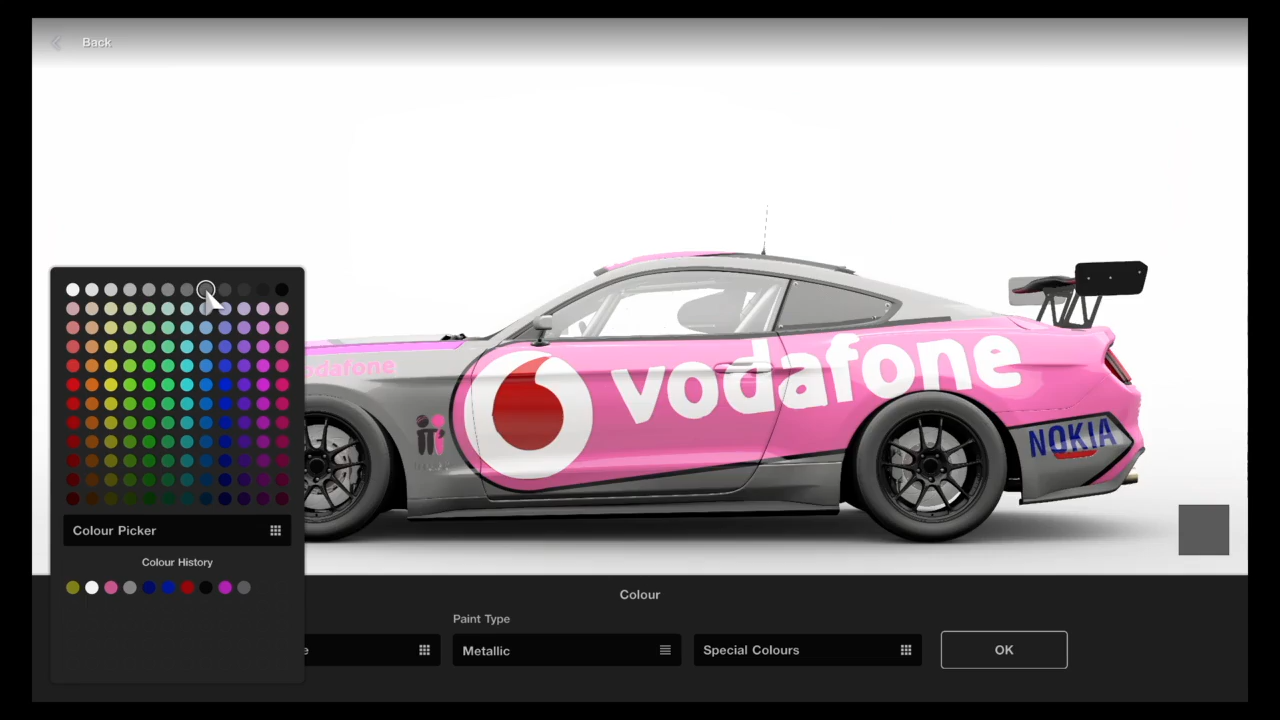 Back
vodafone
NOKIA
Colour Picker
Colour History
Colour
Paint Type
Metallic
Special Colours
OK